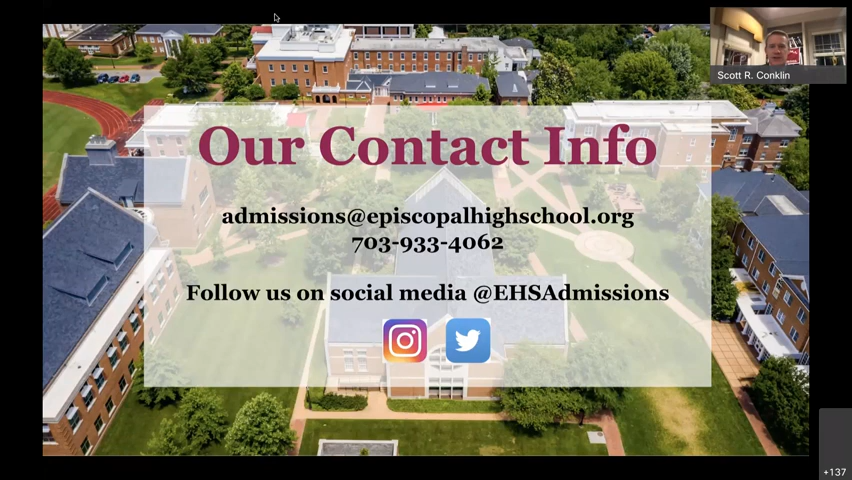 Scott R. Conklin
Our Contact Info
admissions@episcopalhighschool.org
703-933-4062
Follow us on social media @EHSAdmissions
+137